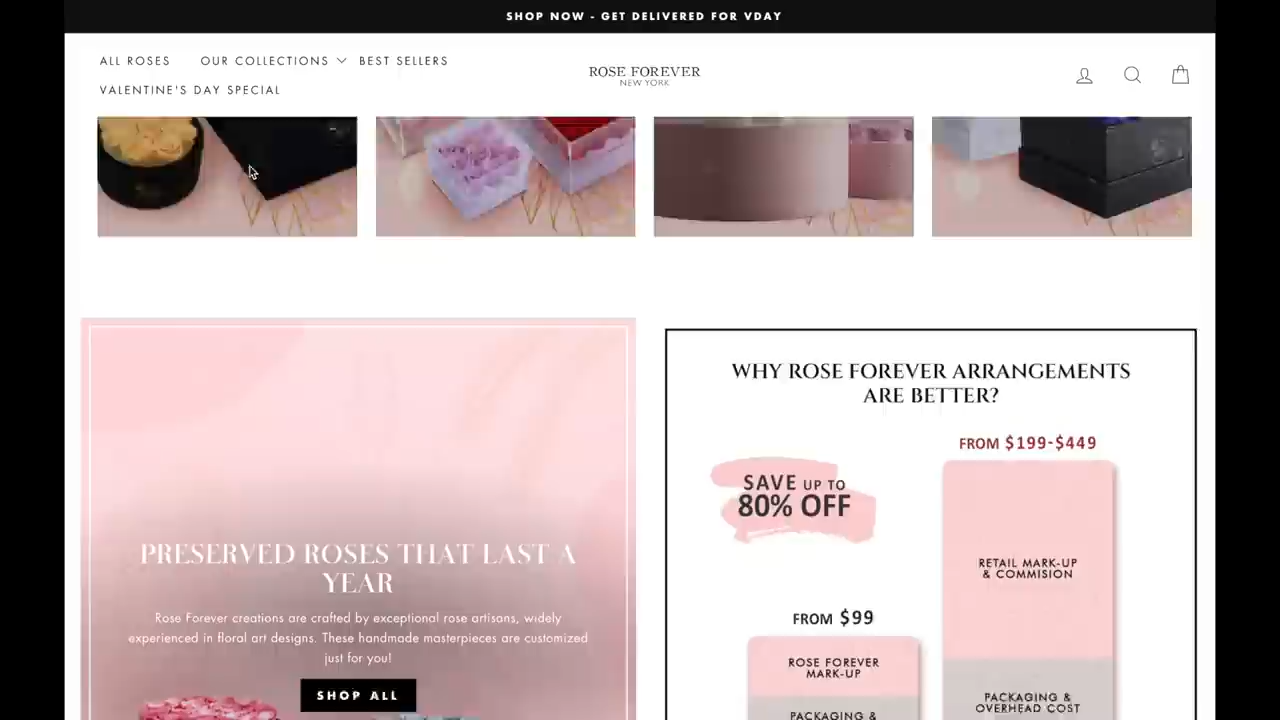 SHOP NOW - GET DELIVERED FOR VDAY
ALL ROSES
OUR COLLECTIONS
BEST SELLERS
VALENTINE'S DAY SPECIAL
ROSE FOREVER
NEW YORK
PRESERVED ROSES THAT LAST A
YEAR
Rose Forever creations are crafted by exceptional rose artisans, widely
experienced in floral art designs. These handmade masterpieces are customized
just for you!
SHOP ALL
WHY ROSE FOREVER ARRANGEMENTS
ARE BETTER?
FROM $199-$449
SAVE UP TO
80% OFF
RETAIL MARK-UP
& COMMISION
FROM $99
ROSE FOREVER
MARK-UP
PACKAGING &
OVERHEAD COST
PACKAGING &